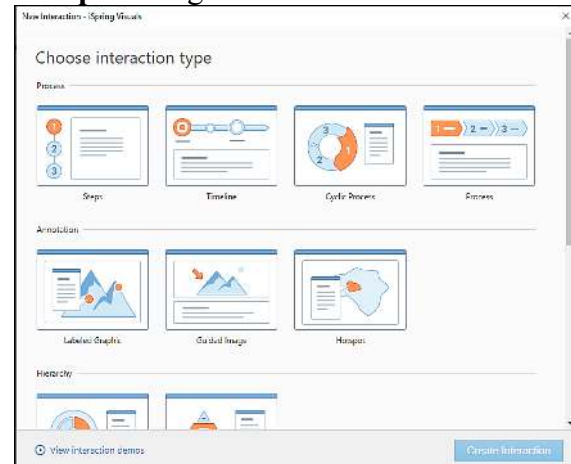 New Interaction - iSpring Visuals
Choose interaction type
Process
1
2
3
3
1
2
1
2
3
Steps
Timeline
Cyclic Process
Process
Annotation
Labeled Graphic
Guided Image
Hotspot
Hierarchy
View interaction demos
Create Interaction